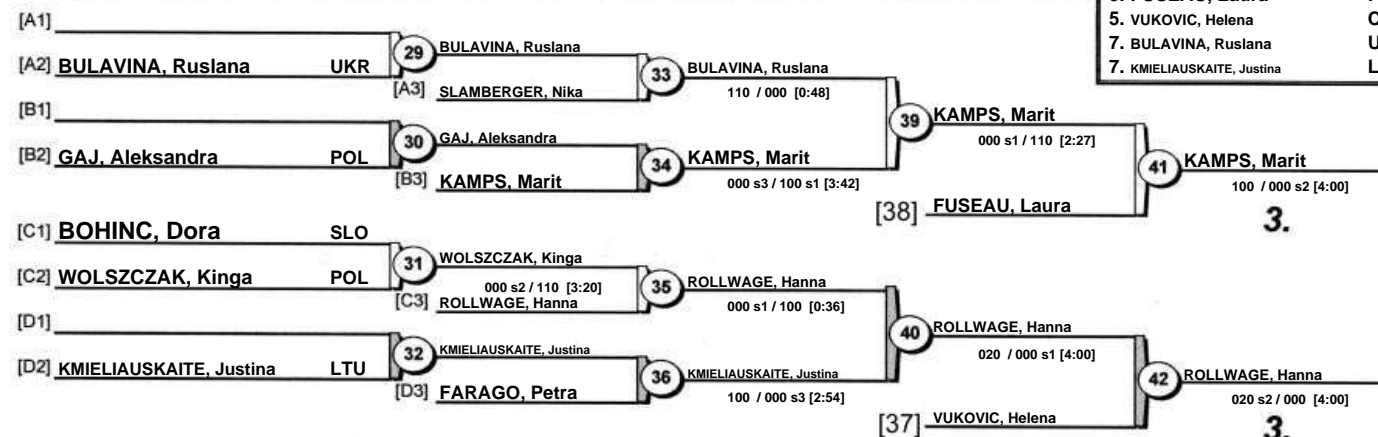 5. VUKOVIC, Helena
7. BULAVINA, Ruslana
7. KMIELIAUSKAITE, Justina L
[A1]
[A2] BULAVINA, Ruslana UKR
29
BULAVINA, Ruslana
[A3] SLAMBERGER, Nika
33
BULAVINA, Ruslana
110 / 000 [0:48]
[B1]
[B2] GAJ, Aleksandra POL
30
GAJ, Aleksandra
[B3] KAMPS, Marit
34
KAMPS, Marit
000 s3 / 100 s1 [3:42]
39
KAMPS, Marit
000 s1 / 110 [2:27]
[38] FUSEAU, Laura
41
KAMPS, Marit
100 / 000 s2 [4:00]
3.
[C1] BOHINC, Dora SLO
[C2] WOLSZCZAK, Kinga POL
31
WOLSZCZAK, Kinga
000 s2 / 110 [3:20]
[C3] ROLLWAGE, Hanna
35
ROLLWAGE, Hanna
000 s1 / 100 [0:36]
[D1]
[D2] KMIELIAUSKAITE, Justina LTU
32
KMIELIAUSKAITE, Justina
[D3] FARAGO, Petra
36
KMIELIAUSKAITE, Justina
100 / 000 s3 [2:54]
40
ROLLWAGE, Hanna
020 / 000 s1 [4:00]
[37] VUKOVIC, Helena
42
ROLLWAGE, Hanna
020 s2 / 000 [4:00]
3.